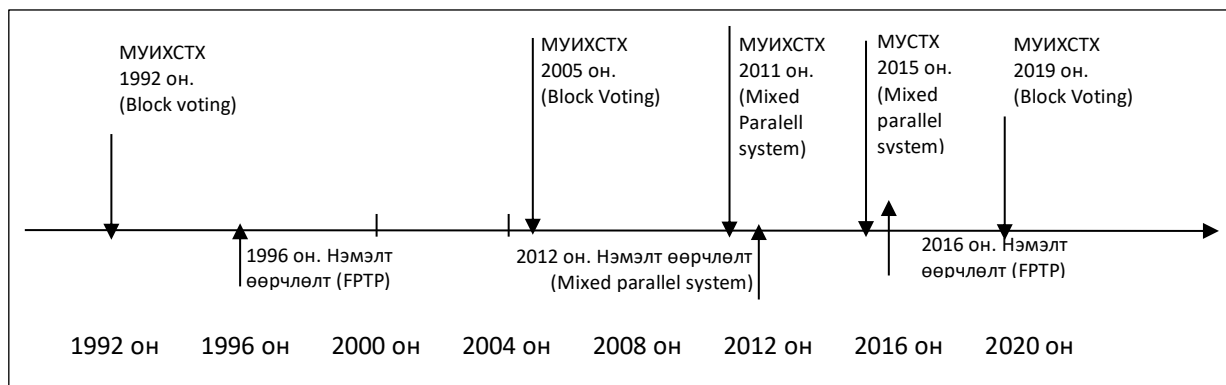 МУИХСТХ
1992 он.
(Block voting)
МУИХСТХ
2005 он.
(Block Voting)
МУИХСТХ
2011 он.
(Mixed
Paralell
system)
МУСТХ
2015 он.
(Mixed
parallel
system)
МУИХСТХ
2019 он.
(Block Voting)
1996 он. Нэмэлт
өөрчлөлт (FPTP)
2012 он. Нэмэлт өөрчлөлт
(Mixed parallel system)
2016 он. Нэмэлт
өөрчлөлт (FPTP)
1992 он 1996 он 2000 он 2004 он 2008 он 2012 он 2016 он 2020 он